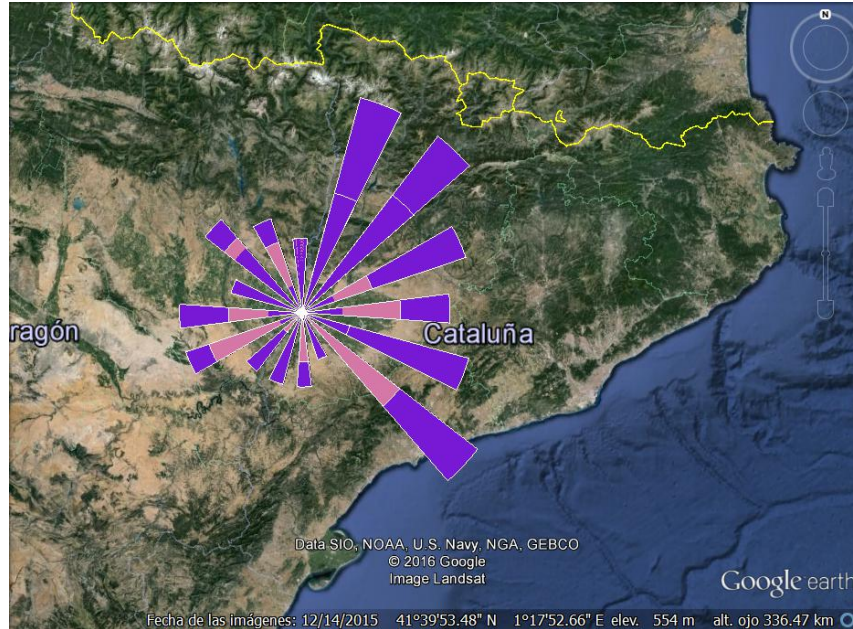 N
ragón
Cataluña
Data SIO, NOAA, U.S. Navy, NGA, GEBCO
© 2016 Google
Image Landsat
Google earth
Fecha de las imágenes: 12/14/2015 41°39'53.48" N 1°17'52.66" E elev. 554 m alt. ojo 336.47 km